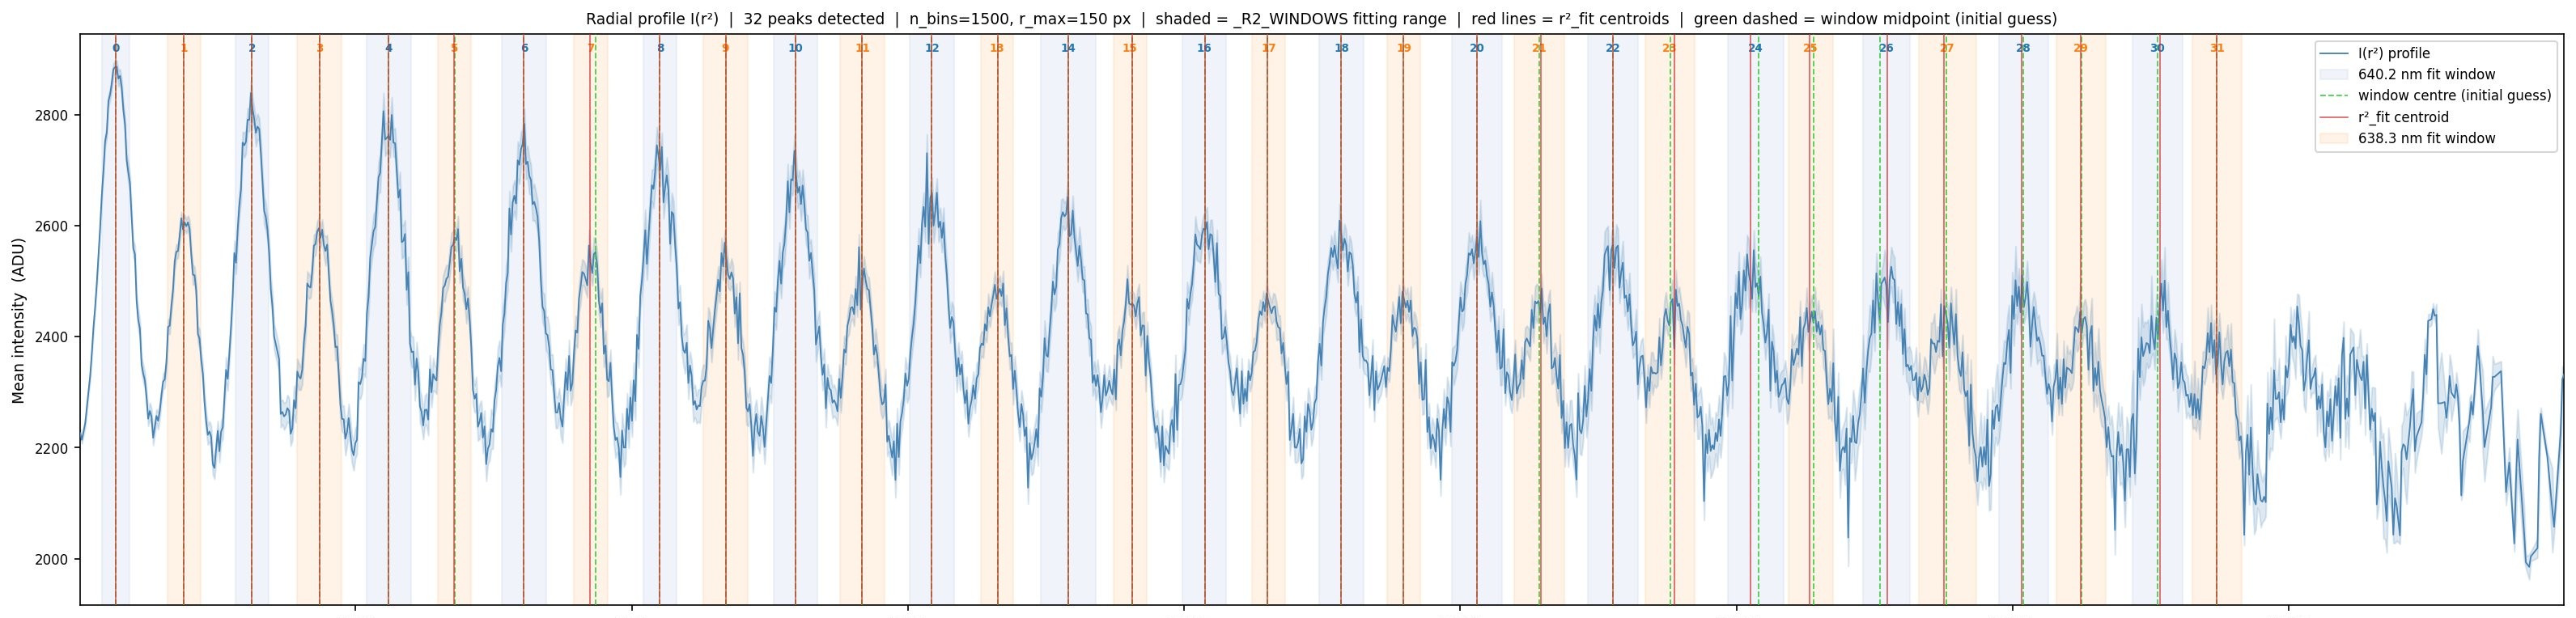 Radial profile I(r²) | 32 peaks detected | n_bins=1500, r_max=150 px | shaded = _R2_WINDOWS fitting range | red lines = r²_fit centroids | green dashed = window midpoint (initial guess)
0 1 2 3 4 5 6 7 8 9 10 11 12 13 14 15 16 17 18 19 20 21 22 23 24 25 26 27 28 29 30 31
I(r²) profile
640.2 nm fit window
window centre (initial guess)
r²_fit centroid
638.3 nm fit window
2800
2600
2400
2200
2000
Mean intensity (ADU)